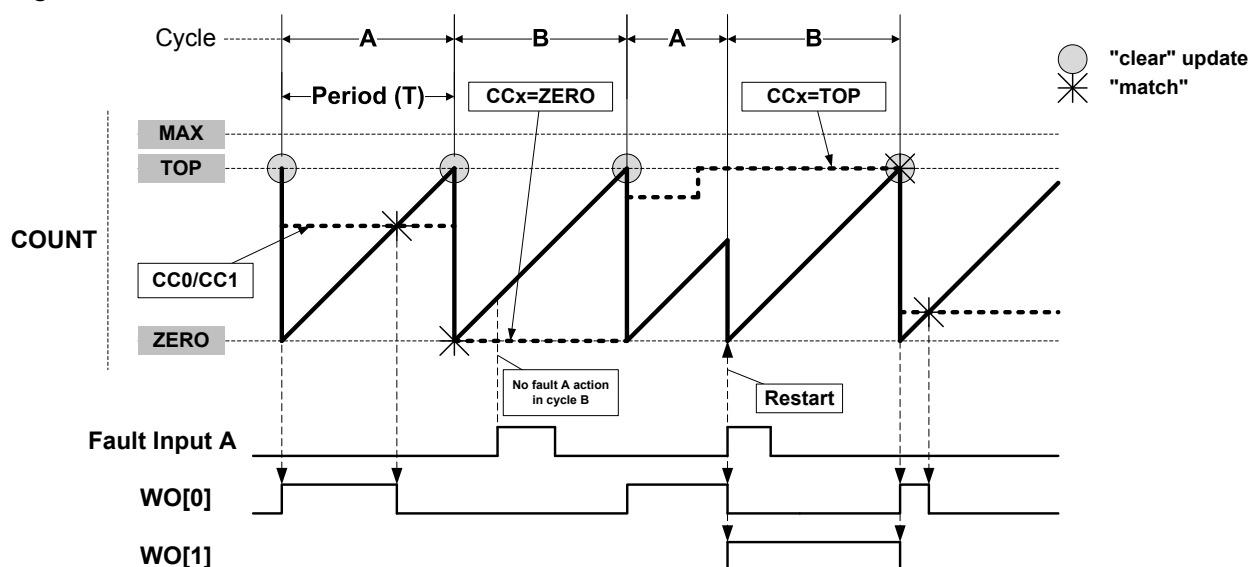 Cycle A B A B
"clear" update
"match"
Period (T)
CCx=ZERO
CCx=TOP
MAX
TOP
COUNT
CC0/CC1
ZERO
No fault A action
in cycle B
Restart
Fault Input A
WO[0]
WO[1]